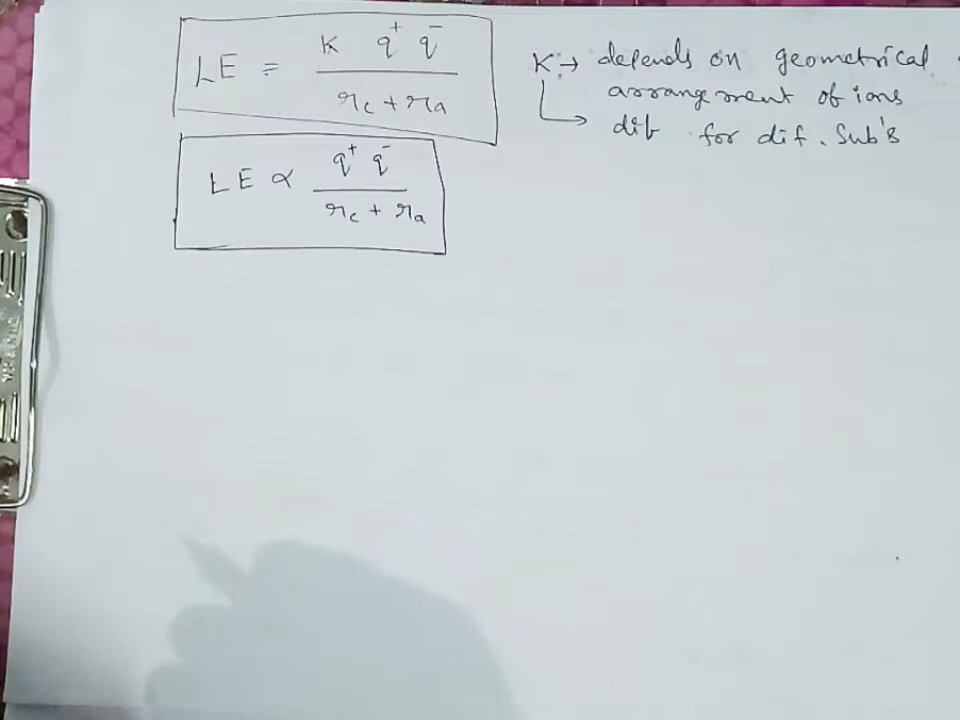 LE = K q⁺ q⁻ / r_c + r_a
K → depends on geometrical
arrangement of ions
→ dif for dif. Sub's
LE ∝ q⁺ q⁻ / r_c + r_a